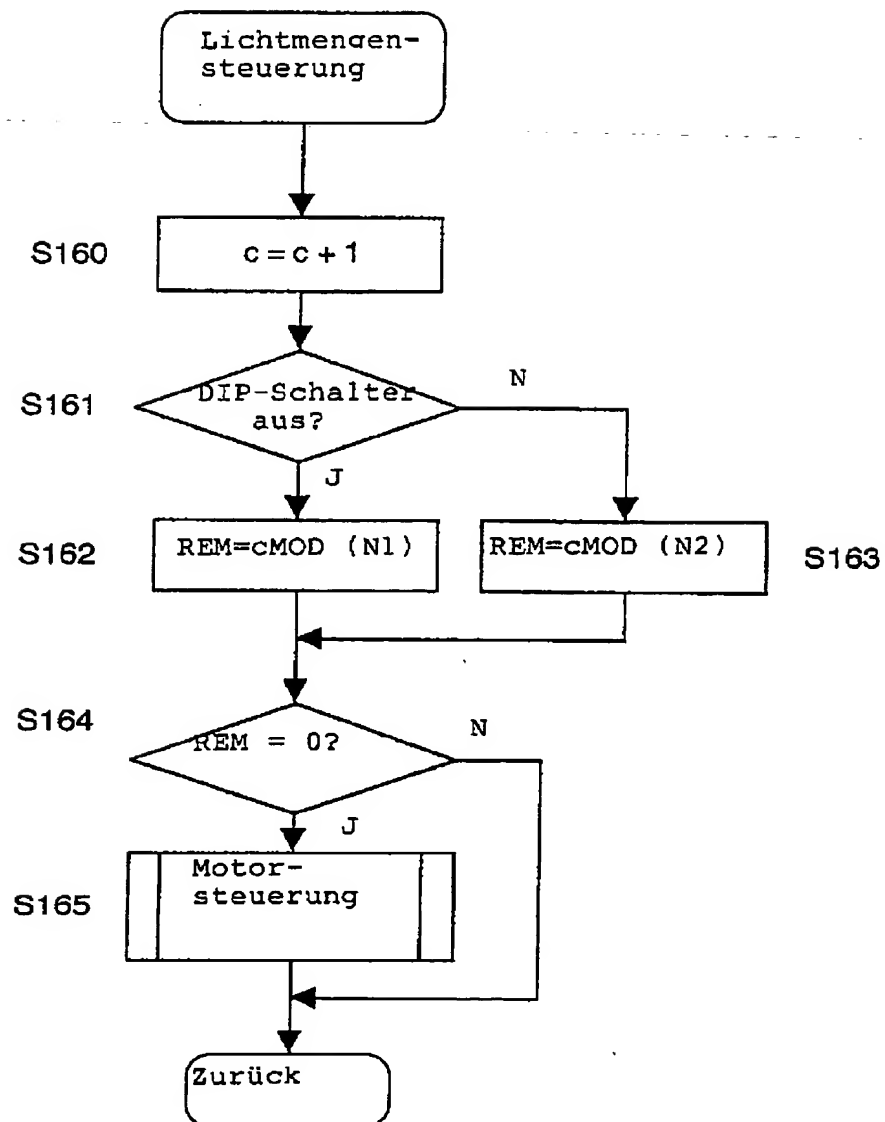 Lichtmengen-
steuerung
S160
c=c+1
S161
DIP-Schalter
aus?
N
J
S162
REM=cMOD (N1)
REM=cMOD (N2)
S163
S164
REM = 0?
N
J
S165
Motor-
steuerung
Zurück